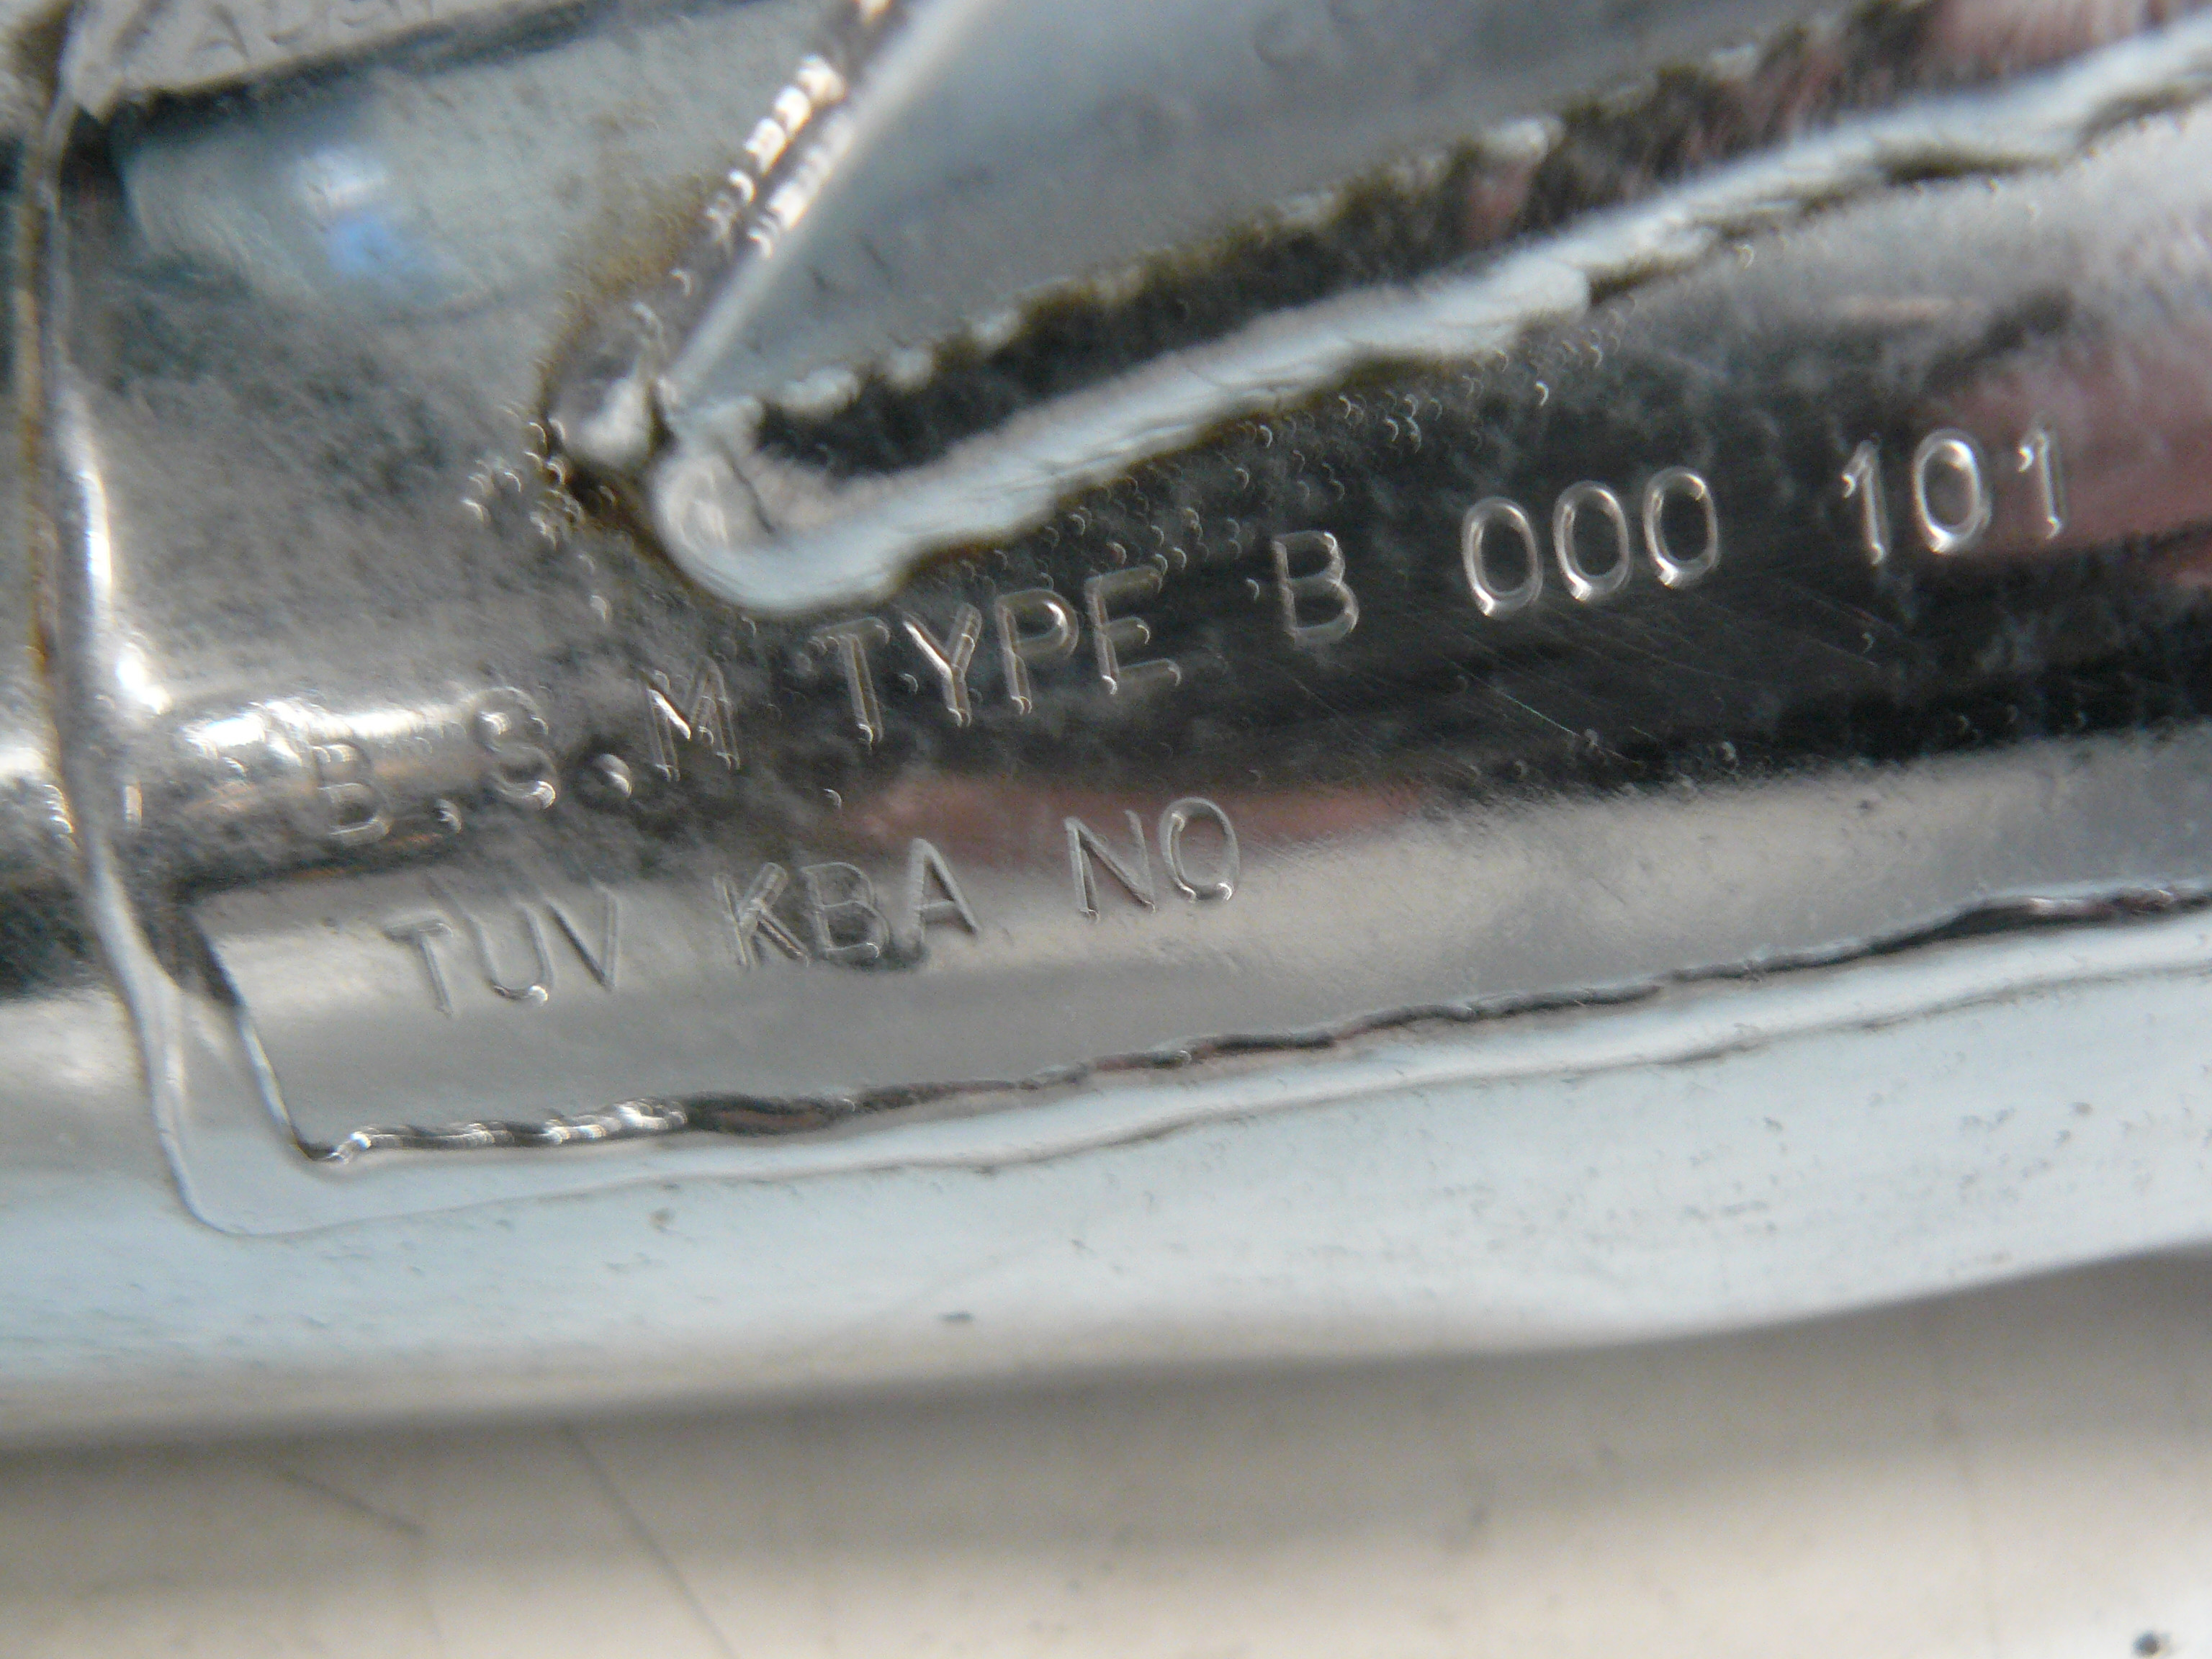 B.S.M TYPE B 000 101
TUV KBA NO